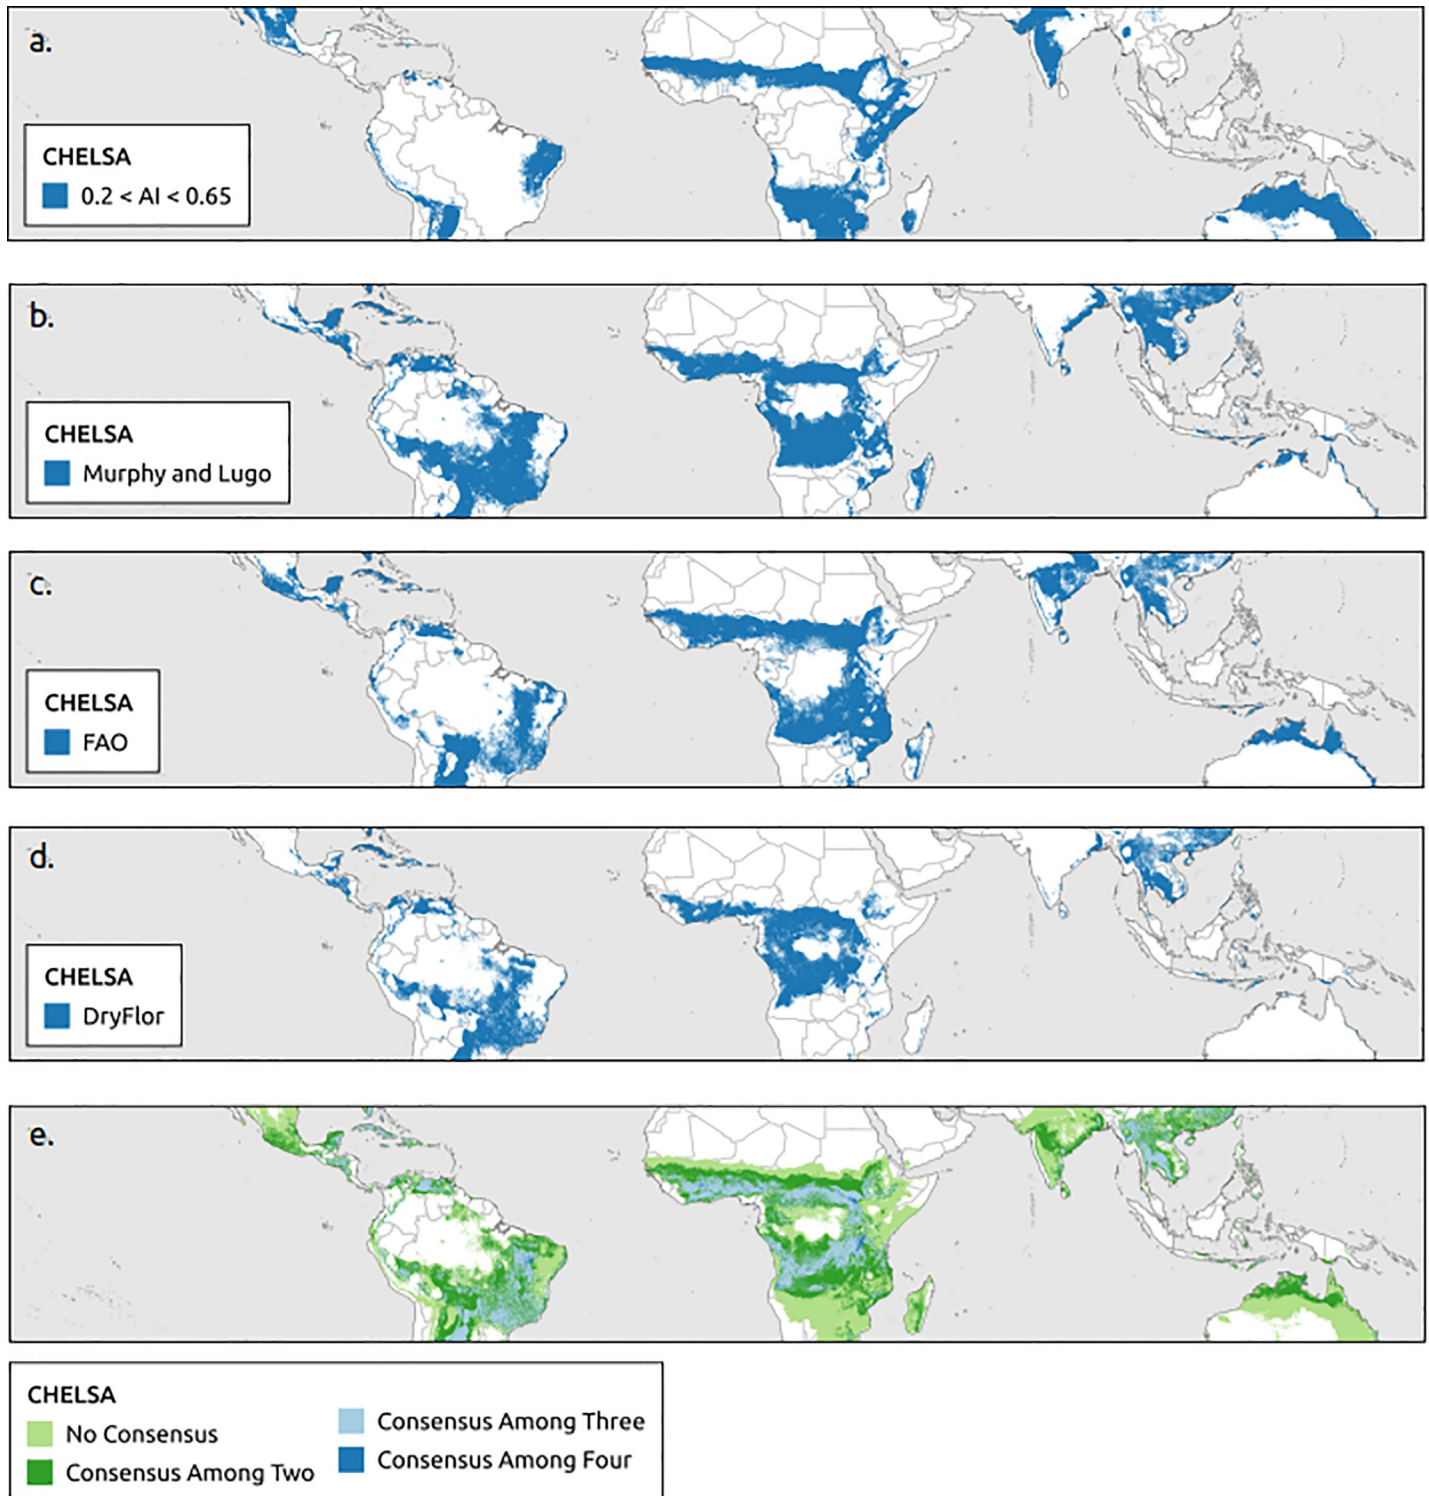 a.
CHELSA
0.2 < AI < 0.65
b.
CHELSA
Murphy and Lugo
c.
CHELSA
FAO
d.
CHELSA
DryFlor
e.
CHELSA
No Consensus
Consensus Among Two
Consensus Among Three
Consensus Among Four